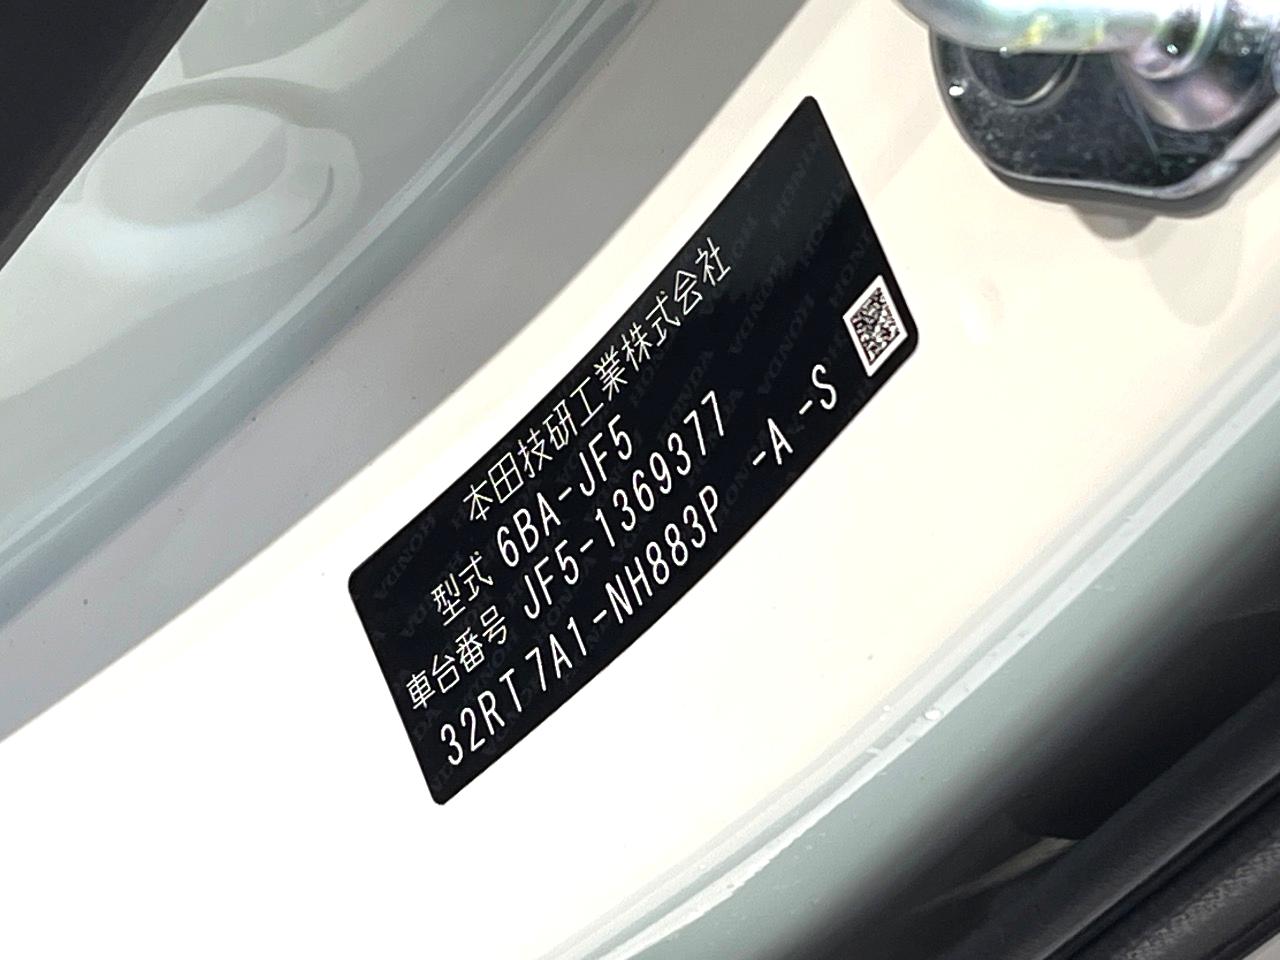 本田技研工業株式会社
型式 6BA-JF5
車台番号 JF5-1369377
32RT7A1-NH883P -A -S